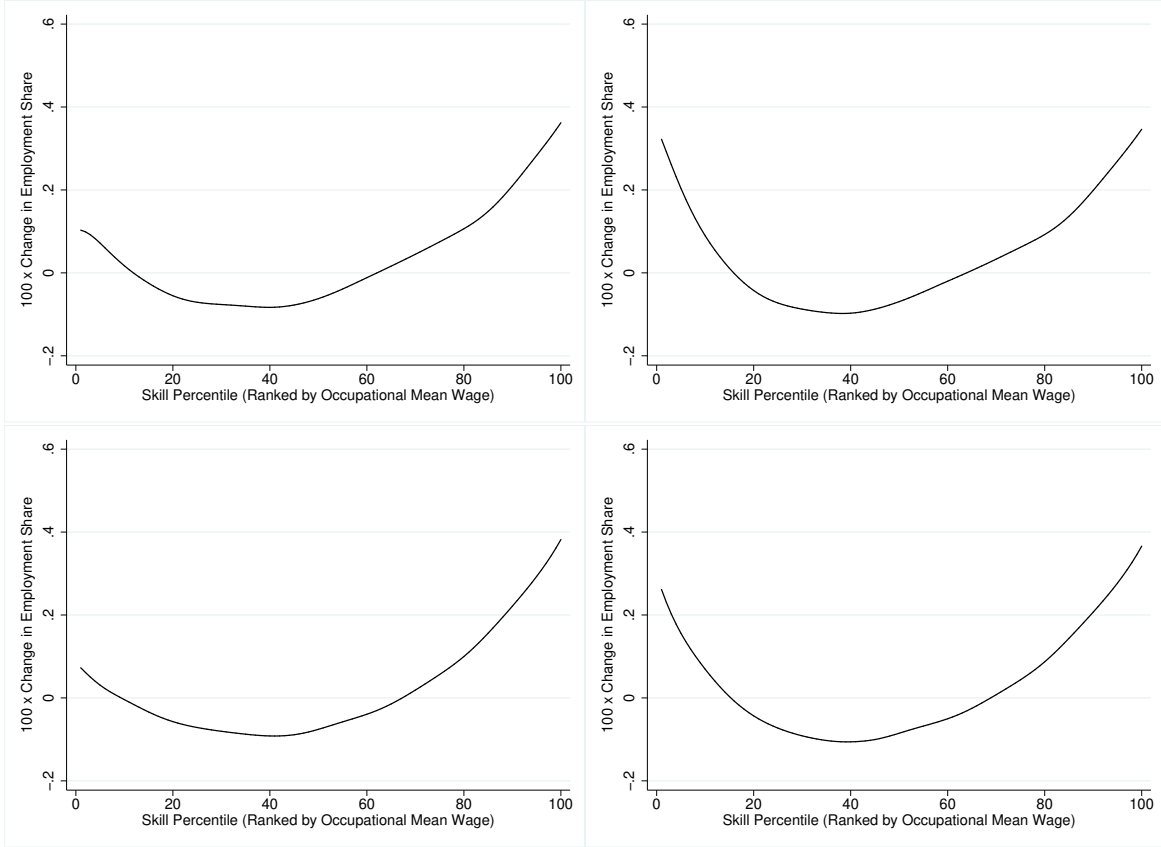 .6
.4
.2
0
−.2
100 x Change in Employment Share
0 20 40 60 80 100
Skill Percentile (Ranked by Occupational Mean Wage)
.6
.4
.2
0
−.2
100 x Change in Employment Share
0 20 40 60 80 100
Skill Percentile (Ranked by Occupational Mean Wage)
.6
.4
.2
0
−.2
100 x Change in Employment Share
0 20 40 60 80 100
Skill Percentile (Ranked by Occupational Mean Wage)
.6
.4
.2
0
−.2
100 x Change in Employment Share
0 20 40 60 80 100
Skill Percentile (Ranked by Occupational Mean Wage)